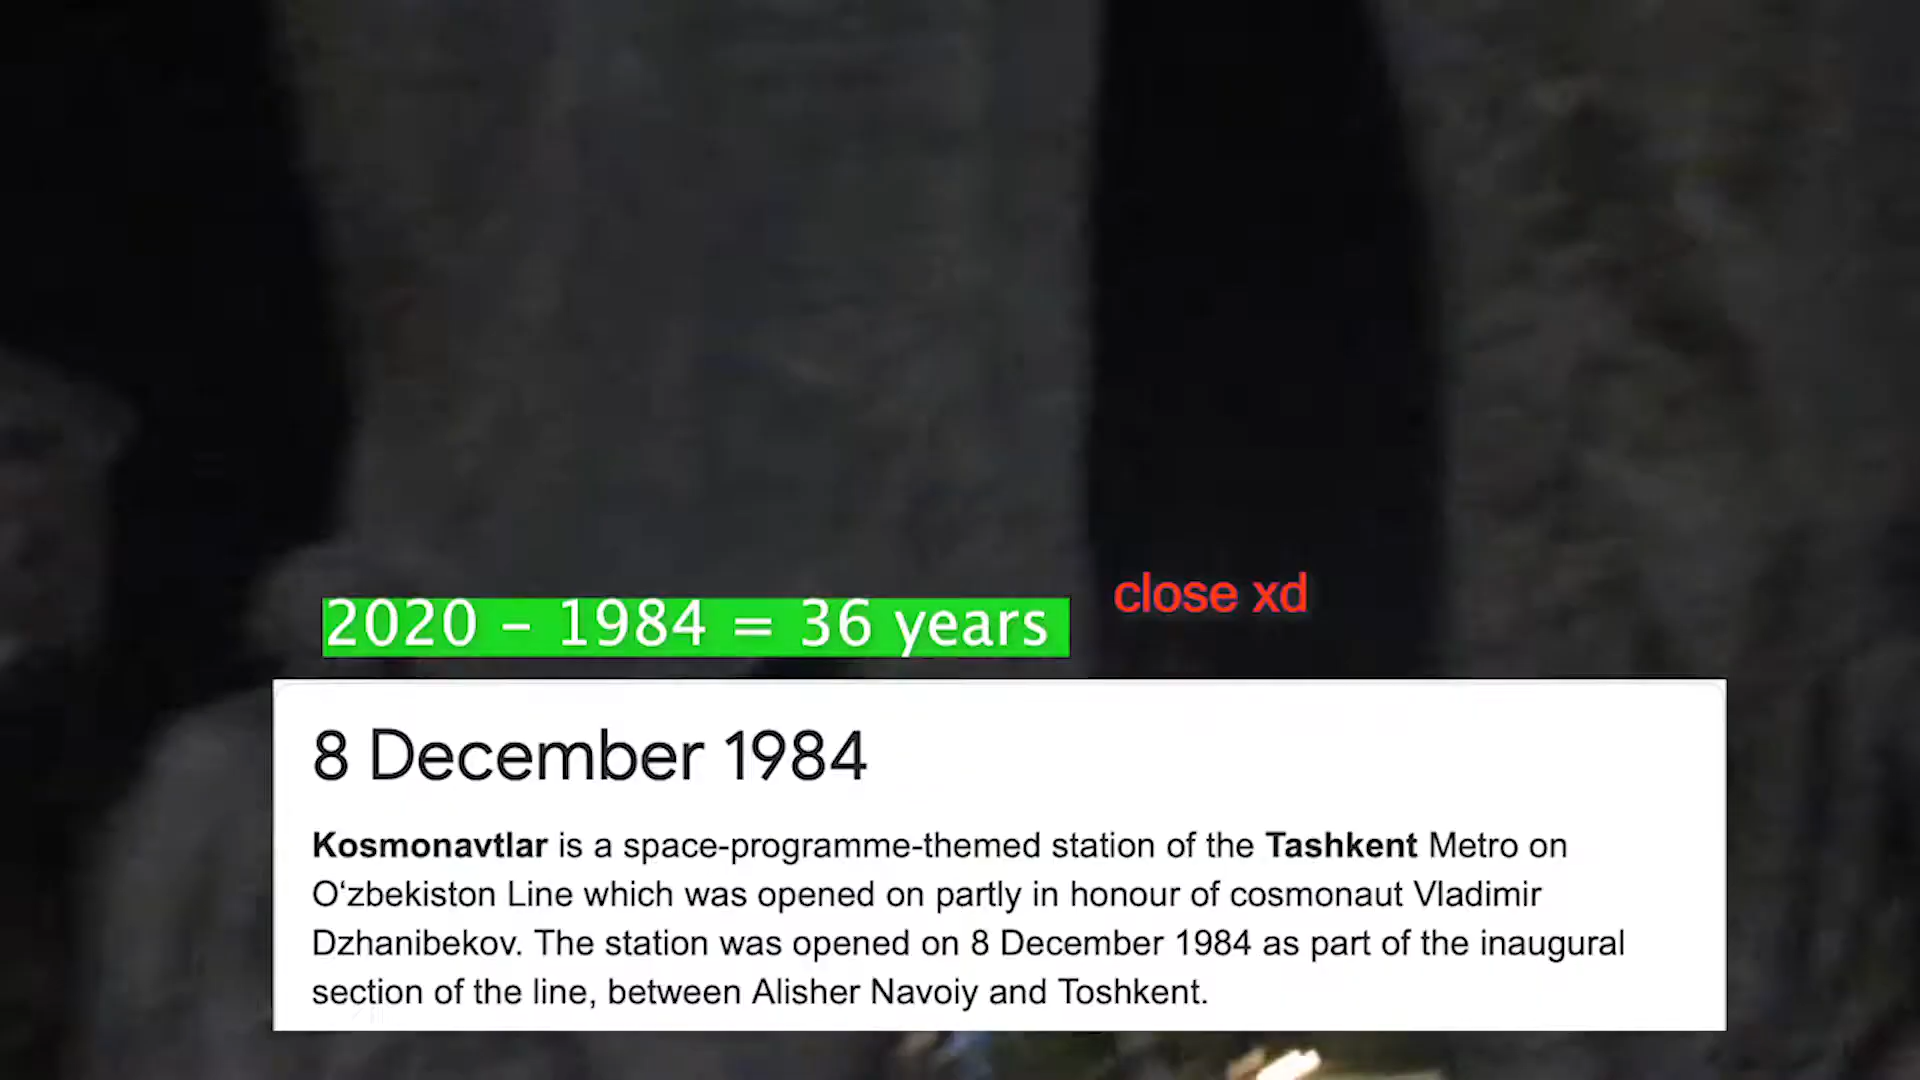 close xd
2020 – 1984 = 36 years
8 December 1984
Kosmonavtlar is a space-programme-themed station of the Tashkent Metro on
Oʻzbekiston Line which was opened on partly in honour of cosmonaut Vladimir
Dzhanibekov. The station was opened on 8 December 1984 as part of the inaugural
section of the line, between Alisher Navoiy and Toshkent.